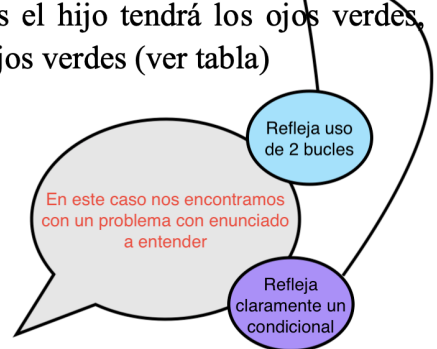 s el hijo tendrá los ojos verdes,
jos verdes (ver tabla)
Refleja uso
de 2 bucles
En este caso nos encontramos
con un problema con enunciado
a entender
Refleja
claramente un
condicional